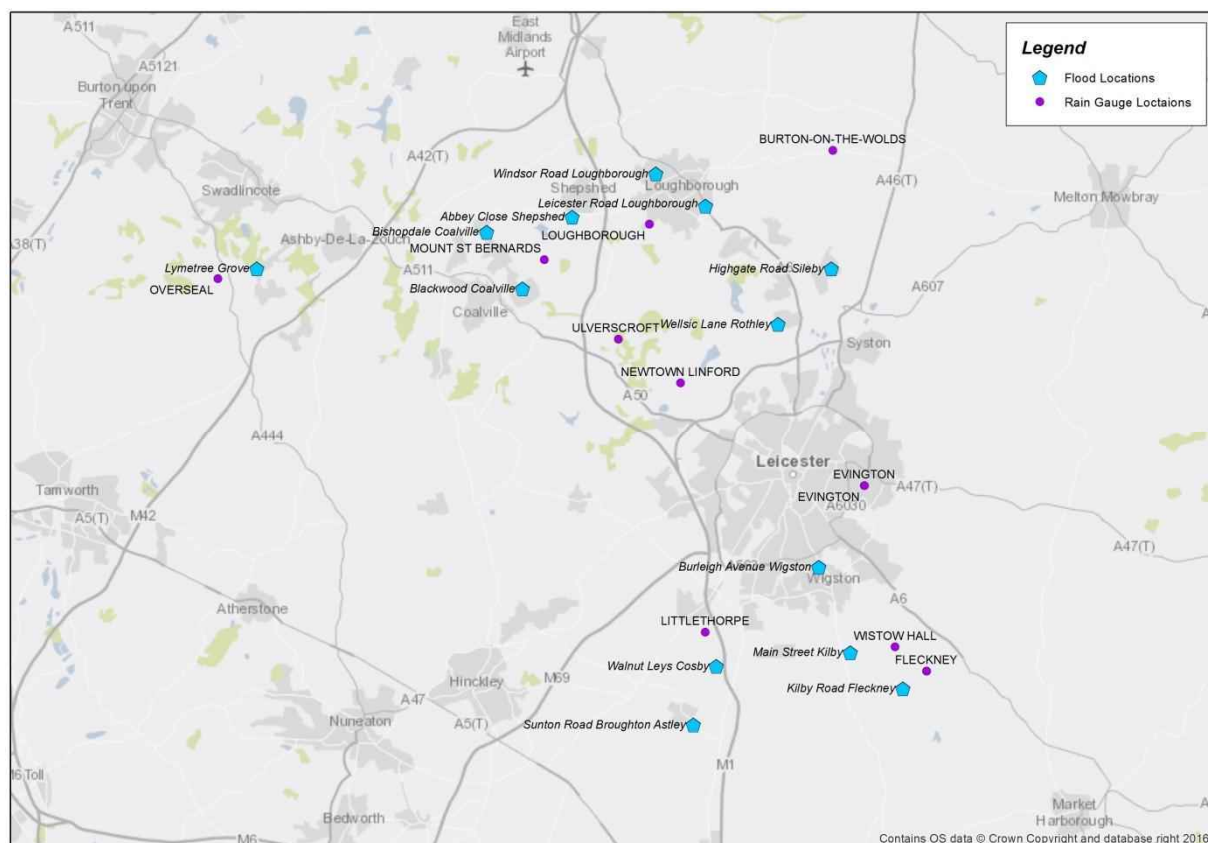 A511
East
Midlands
Airport
Legend
Flood Locations
Rain Gauge Loctaions
A5121
Burton upon
Trent
BURTON-ON-THE-WOLDS
A42(T)
Windsor Road Loughborough
Shepshed
Loughborough
A46(T)
Swadlincote
Melton Mowbray
Leicester Road Loughborough
Abbey Close Shepshed
Bishopdale Coalville
LOUGHBOROUGH
A38(T)
Ashby-De-La-Zouch
MOUNT ST BERNARDS
Lymetree Grove
A511
Highgate Road Sileby
OVERSEAL
Blackwood Coalville
A607
Coalville
ULVERSCROFT
Wellsic Lane Rothley
Syston
NEWTOWN LINFORD
A50
A444
Leicester
EVINGTON
Tamworth
EVINGTON
A47(T)
A6030
A5(T)
M42
A47(T)
Burleigh Avenue Wigston
Wigston
A6
Atherstone
LITTLETHORPE
WISTOW HALL
Main Street Kilby
Walnut Leys Cosby
FLECKNEY
M69
Hinckley
Kilby Road Fleckney
A47
Nuneaton
A5(T)
Sunton Road Broughton Astley
M1
M6 Toll
Bedworth
Market
Harborough
M6
Contains OS data © Crown Copyright and database right 2016